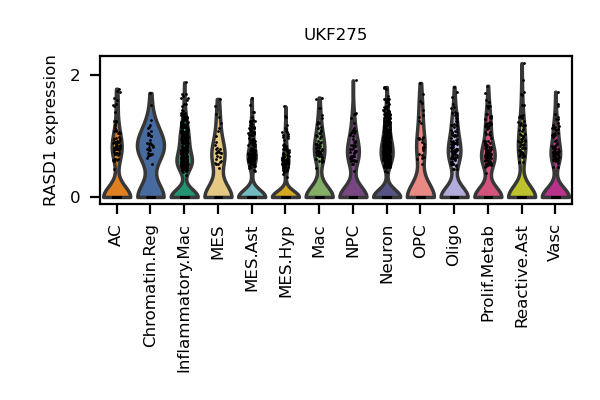 UKF275
RASD1 expression
2
0
AC
Chromatin.Reg
Inflammatory.Mac
MES
MES.Ast
MES.Hyp
Mac
NPC
Neuron
OPC
Oligo
Prolif.Metab
Reactive.Ast
Vasc